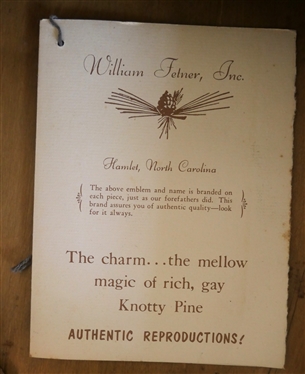 William Fetner, Inc.
Hamlet, North Carolina
The above emblem and name is branded on
each piece, just as our forefathers did. This
brand assures you of authentic quality—look
for it always.
The charm...the mellow
magic of rich, gay
Knotty Pine
AUTHENTIC REPRODUCTIONS!